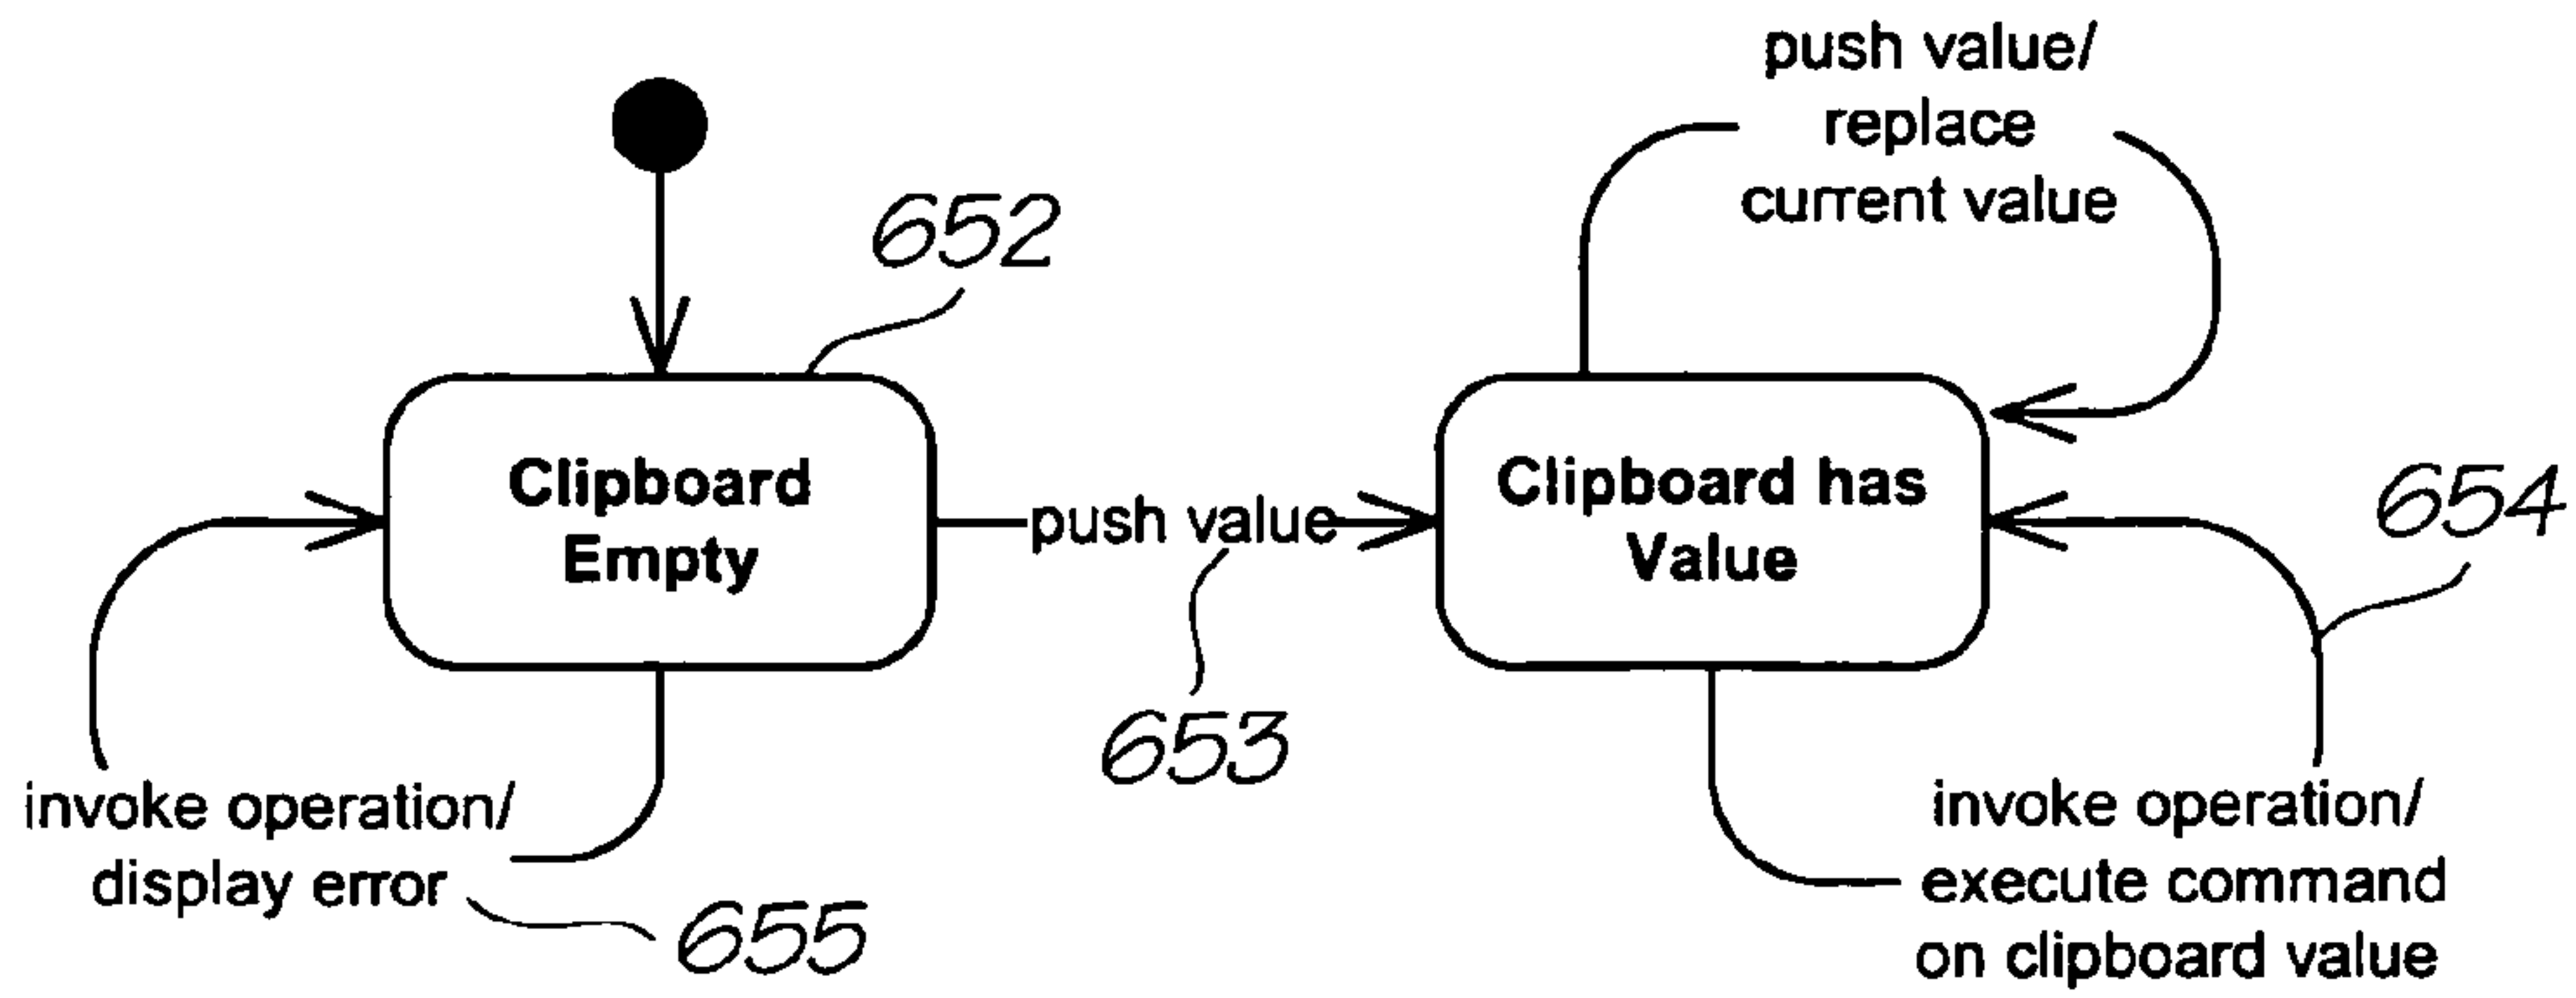 push value/
replace
current value
652
Clipboard
Empty
push value
Clipboard has
Value
654
653
invoke operation/
display error
655
invoke operation/
execute command
on clipboard value